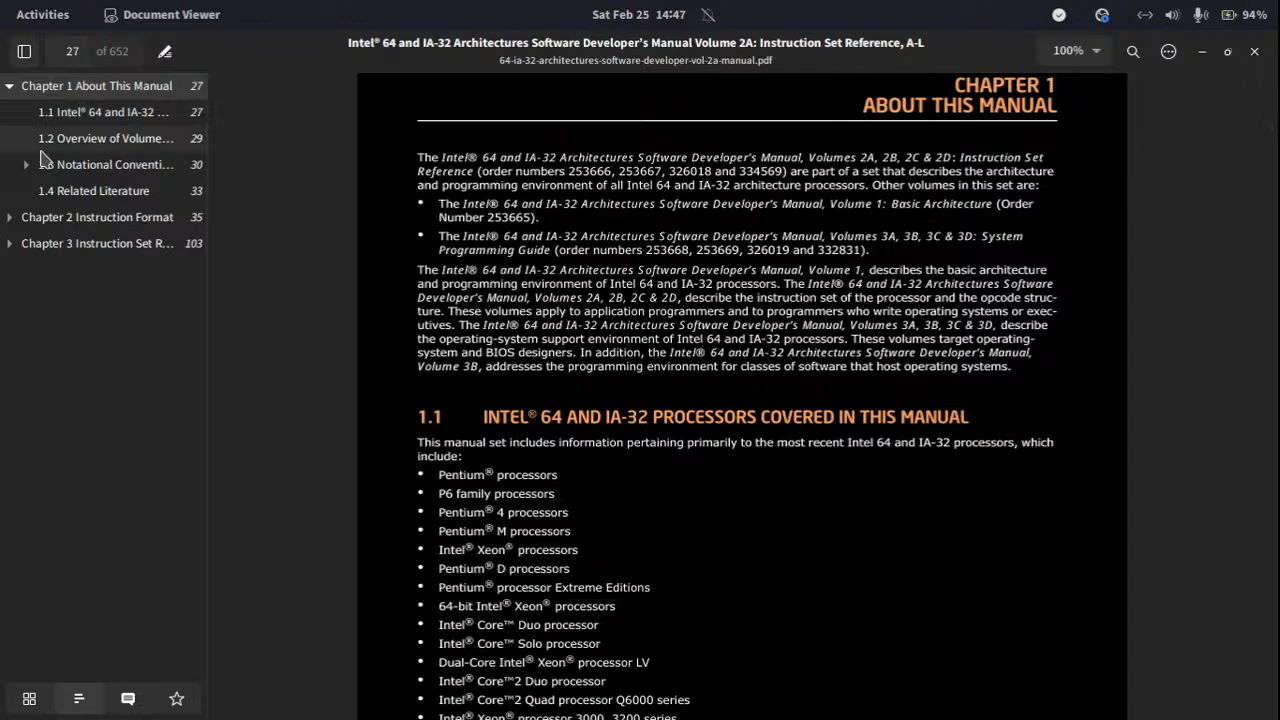 Activities
Document Viewer
Sat Feb 25 14:47
94%
27 of 652
Intel® 64 and IA-32 Architectures Software Developer's Manual Volume 2A: Instruction Set Reference, A-L
64-ia-32-architectures-software-developer-vol-2a-manual.pdf
100%
Chapter 1 About This Manual 27
1.1 Intel® 64 and IA-32 ... 27
1.2 Overview of Volume... 29
Notational Conventi... 30
1.4 Related Literature 33
Chapter 2 Instruction Format 35
Chapter 3 Instruction Set R... 103
CHAPTER 1
ABOUT THIS MANUAL
The Intel® 64 and IA-32 Architectures Software Developer's Manual, Volumes 2A, 2B, 2C & 2D: Instruction Set
Reference (order numbers 253666, 253667, 326018 and 334569) are part of a set that describes the architecture
and programming environment of all Intel 64 and IA-32 architecture processors. Other volumes in this set are:
• The Intel® 64 and IA-32 Architectures Software Developer's Manual, Volume 1: Basic Architecture (Order
Number 253665).
• The Intel® 64 and IA-32 Architectures Software Developer's Manual, Volumes 3A, 3B, 3C & 3D: System
Programming Guide (order numbers 253668, 253669, 326019 and 332831).
The Intel® 64 and IA-32 Architectures Software Developer's Manual, Volume 1, describes the basic architecture
and programming environment of Intel 64 and IA-32 processors. The Intel® 64 and IA-32 Architectures Software
Developer's Manual, Volumes 2A, 2B, 2C & 2D, describe the instruction set of the processor and the opcode struc-
ture. These volumes apply to application programmers and to programmers who write operating systems or exec-
utives. The Intel® 64 and IA-32 Architectures Software Developer's Manual, Volumes 3A, 3B, 3C & 3D, describe
the operating-system support environment of Intel 64 and IA-32 processors. These volumes target operating-
system and BIOS designers. In addition, the Intel® 64 and IA-32 Architectures Software Developer's Manual,
Volume 3B, addresses the programming environment for classes of software that host operating systems.
1.1 INTEL® 64 AND IA-32 PROCESSORS COVERED IN THIS MANUAL
This manual set includes information pertaining primarily to the most recent Intel 64 and IA-32 processors, which
include:
• Pentium® processors
• P6 family processors
• Pentium® 4 processors
• Pentium® M processors
• Intel® Xeon® processors
• Pentium® D processors
• Pentium® processor Extreme Editions
• 64-bit Intel® Xeon® processors
• Intel® Core™ Duo processor
• Intel® Core™ Solo processor
• Dual-Core Intel® Xeon® processor LV
• Intel® Core™2 Duo processor
• Intel® Core™2 Quad processor Q6000 series
• Intel® Xeon® processor 3000, 3200 series